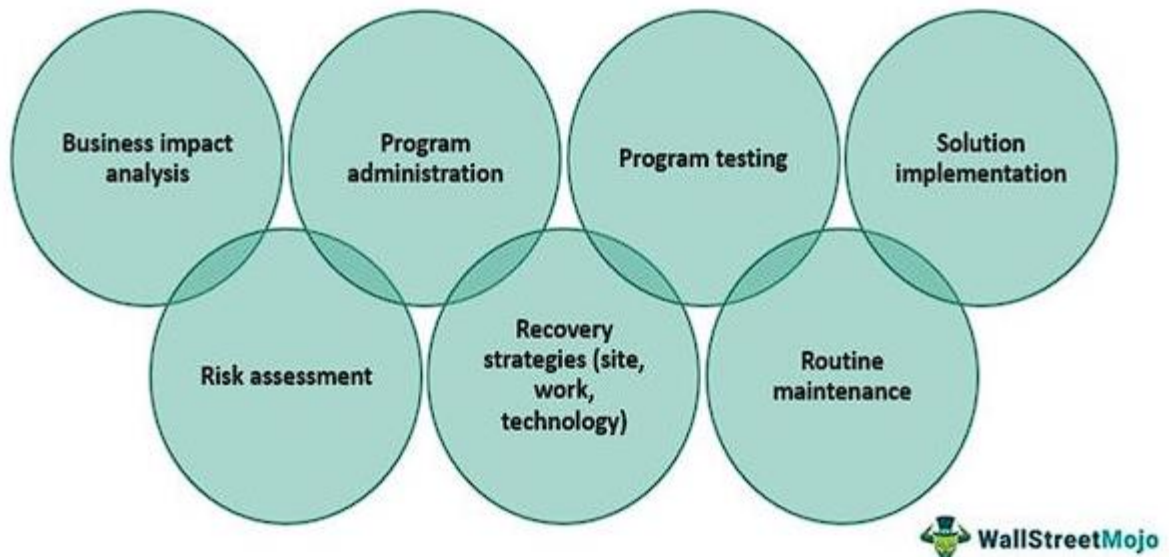 Business impact
analysis
Program
administration
Program testing
Solution
implementation
Risk assessment
Recovery
strategies (site,
work,
technology)
Routine
maintenance
WallStreetMojo